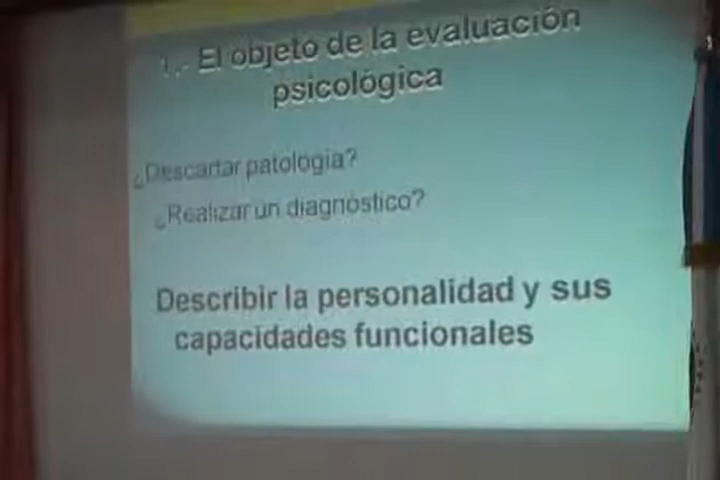 1.- El objeto de la evaluación
psicológica
¿Descartar patología?
¿Realizar un diagnóstico?
Describir la personalidad y sus
capacidades funcionales